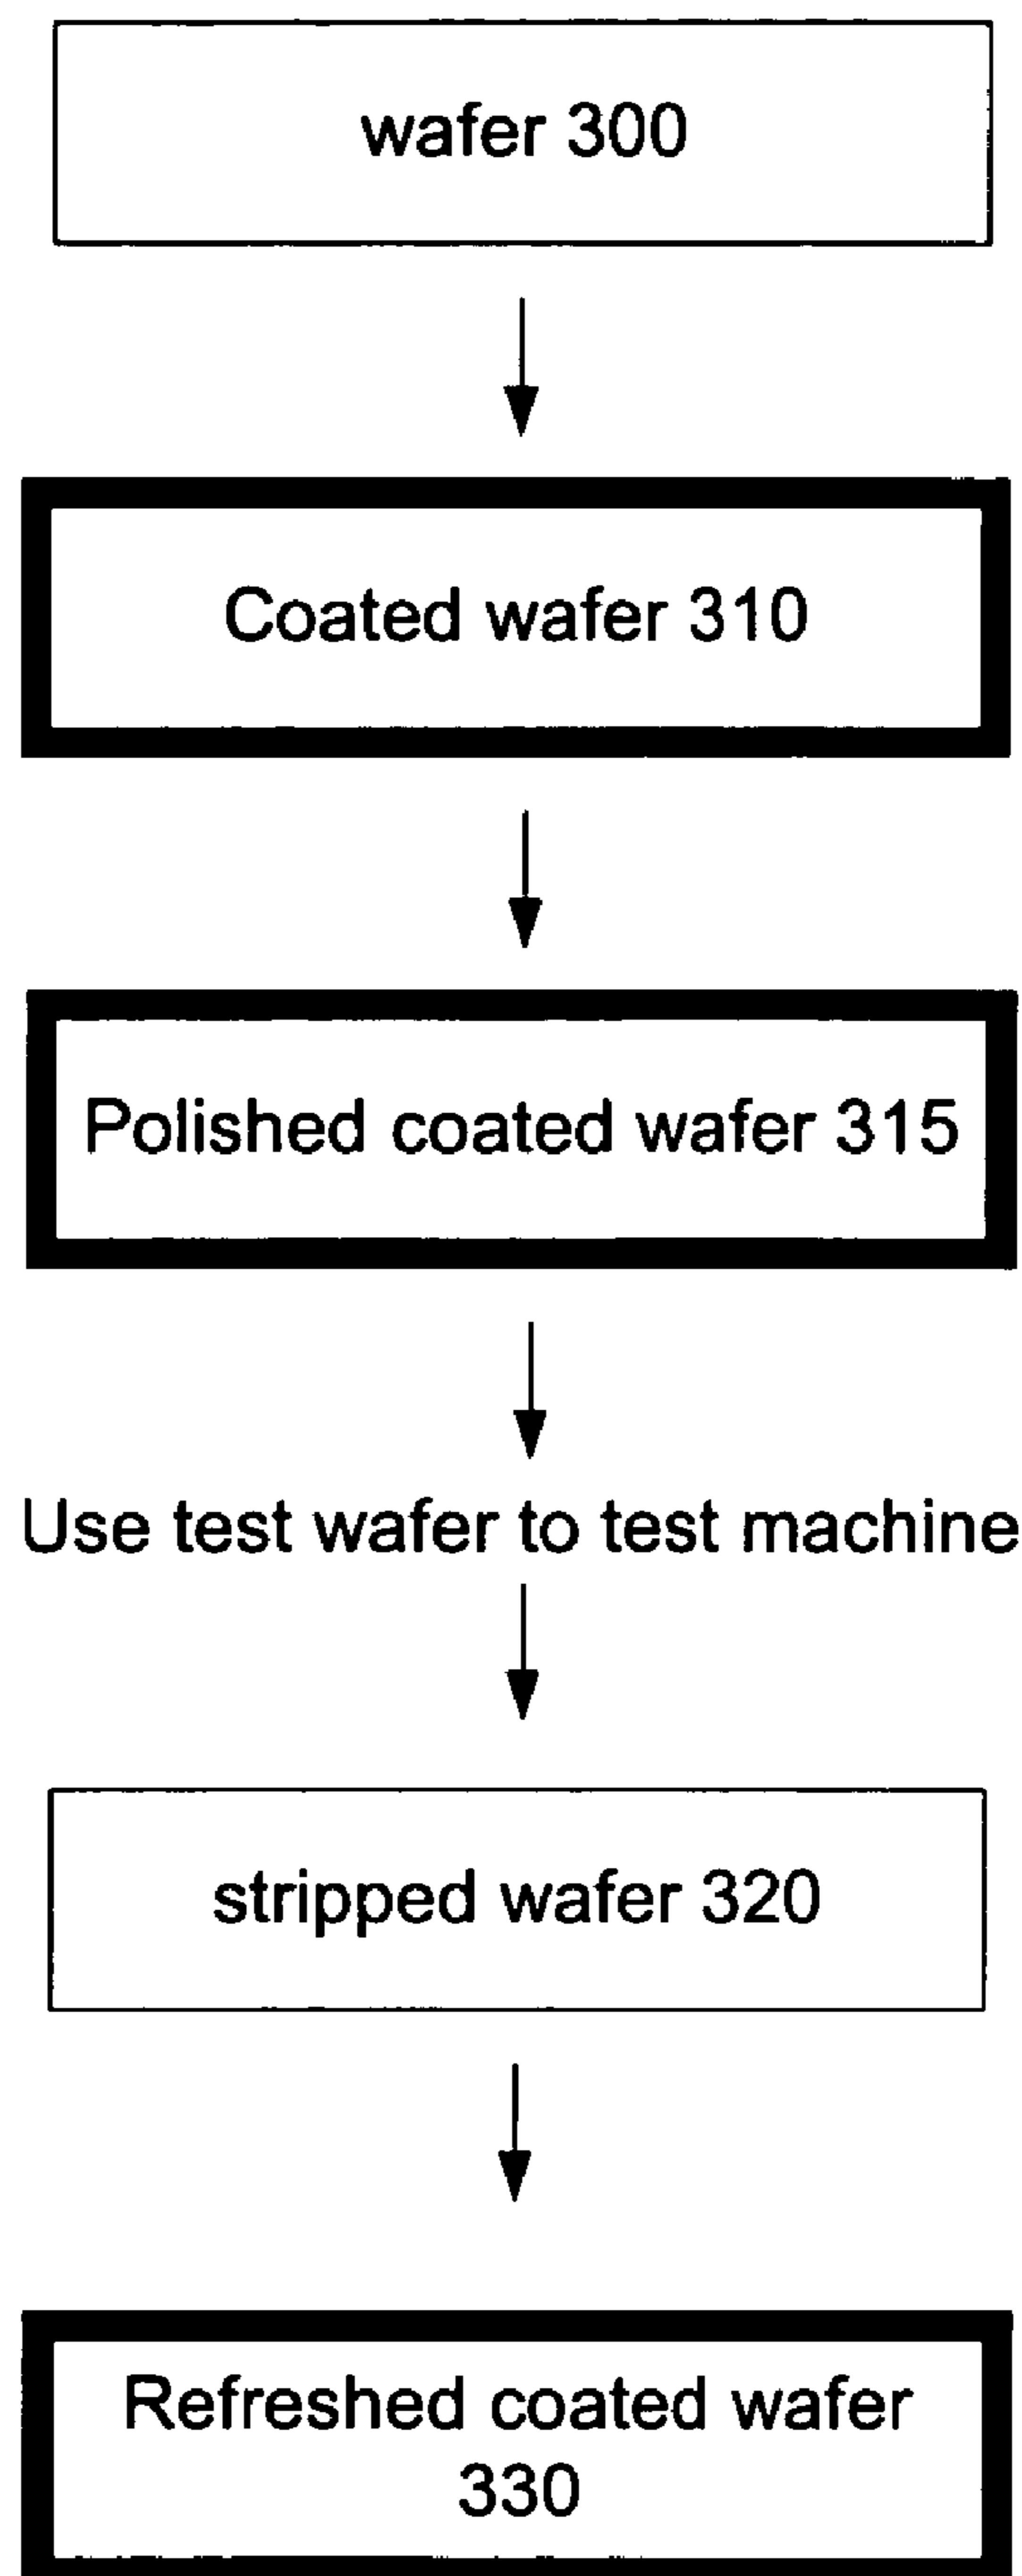 wafer 300
Coated wafer 310
Polished coated wafer 315
Use test wafer to test machine
stripped wafer 320
Refreshed coated wafer
330